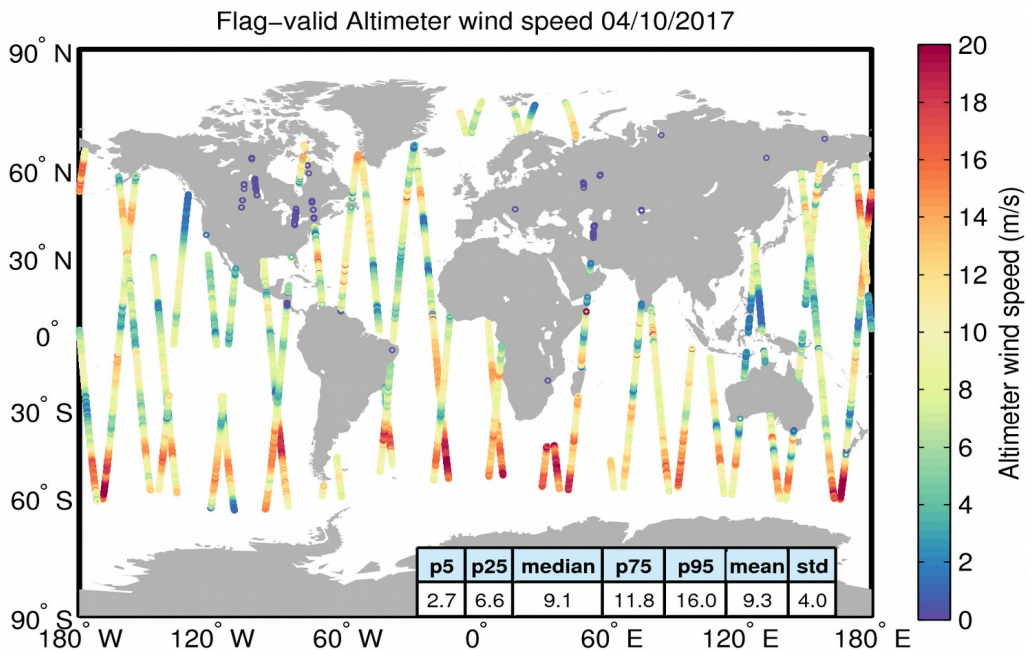 Flag−valid Altimeter wind speed 04/10/2017
90° N
60° N
30° N
0°
30° S
60° S
90° S
180° W
120° W
60° W
0°
60° E
120° E
180° E
p5 p25 median p75 p95 mean std
2.7 6.6 9.1 11.8 16.0 9.3 4.0
20
18
16
14
12
10
8
6
4
2
0
Altimeter wind speed (m/s)